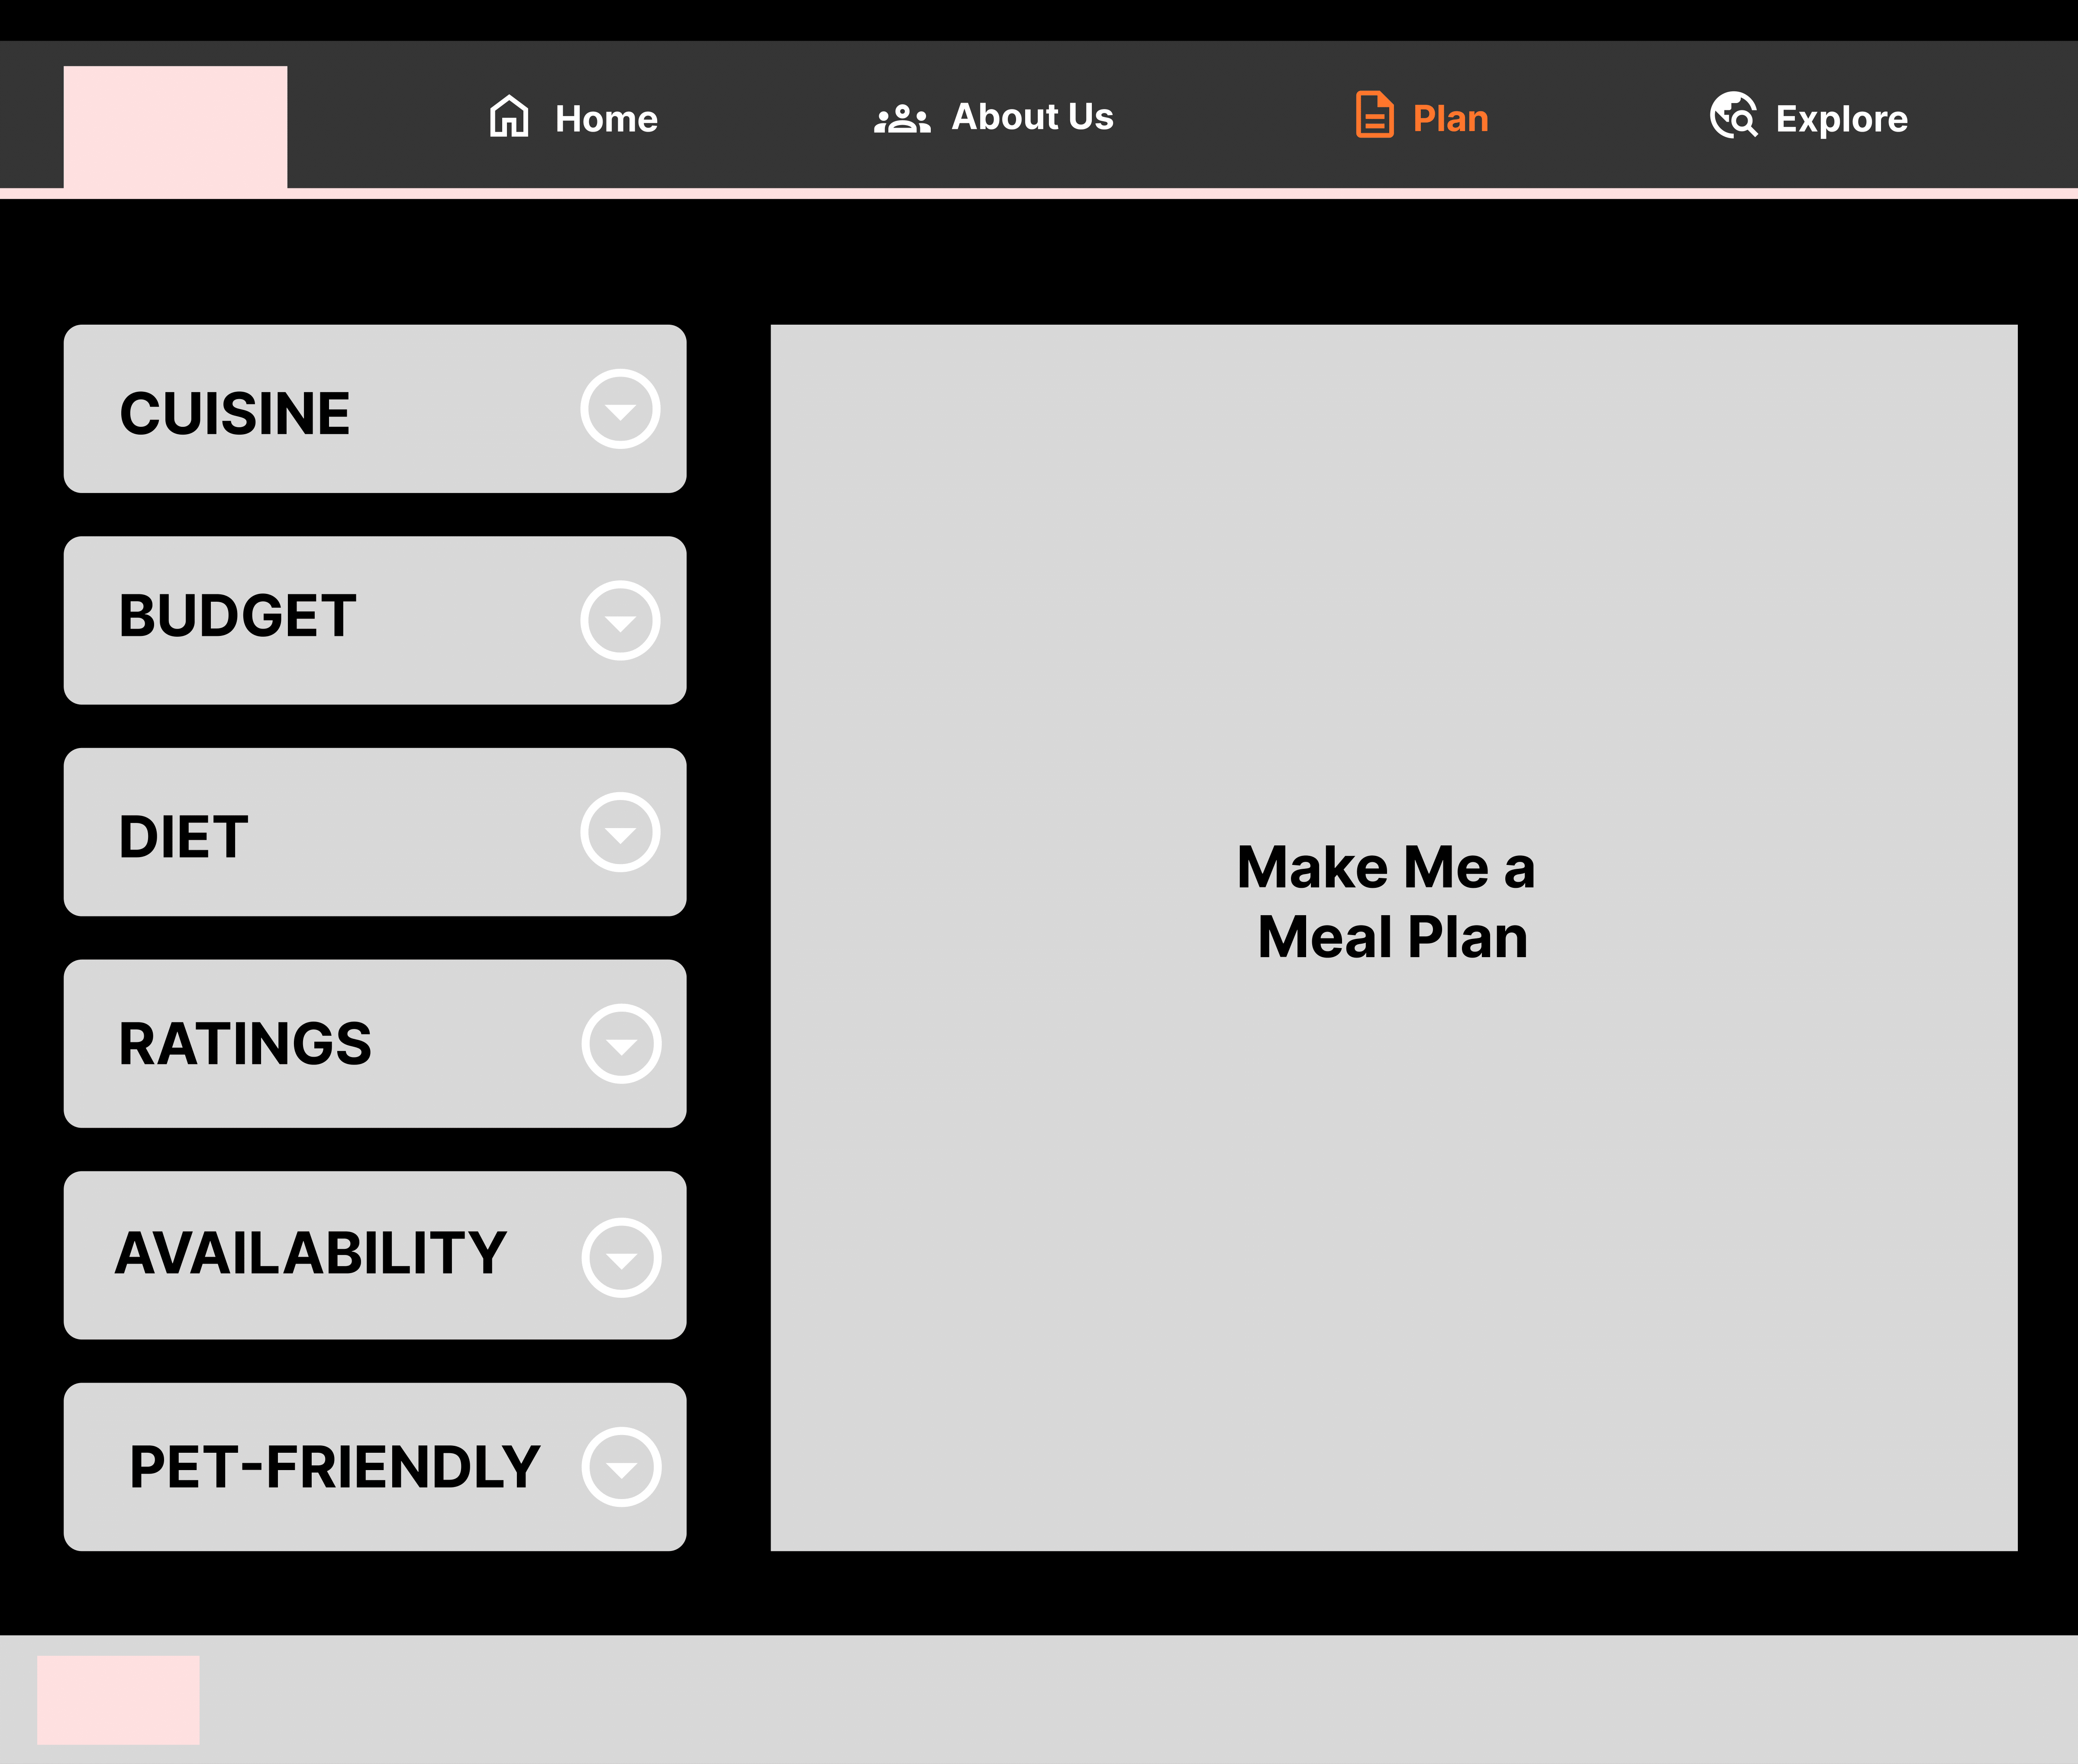 Home
About Us
Plan
Explore
CUISINE
BUDGET
DIET
RATINGS
AVAILABILITY
PET-FRIENDLY
Make Me a
Meal Plan